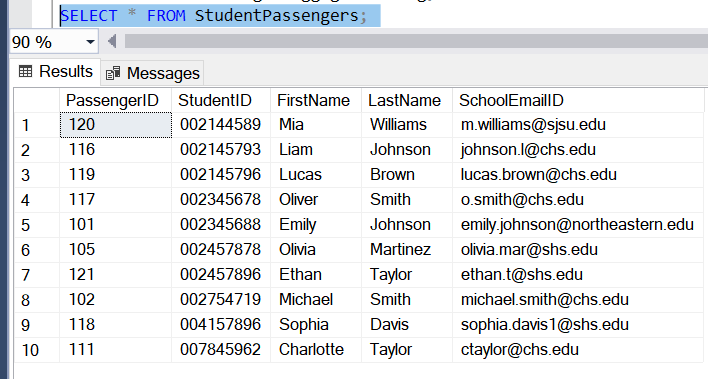 SELECT * FROM StudentPassengers;
90 %
Results Messages
PassengerID StudentID FirstName LastName SchoolEmailID
1 120 002144589 Mia Williams m.williams@sjsu.edu
2 116 002145793 Liam Johnson johnson.l@chs.edu
3 119 002145796 Lucas Brown lucas.brown@chs.edu
4 117 002345678 Oliver Smith o.smith@chs.edu
5 101 002345688 Emily Johnson emily.johnson@northeastern.edu
6 105 002457878 Olivia Martinez olivia.mar@shs.edu
7 121 002457896 Ethan Taylor ethan.t@shs.edu
8 102 002754719 Michael Smith michael.smith@chs.edu
9 118 004157896 Sophia Davis sophia.davis1@shs.edu
10 111 007845962 Charlotte Taylor ctaylor@chs.edu